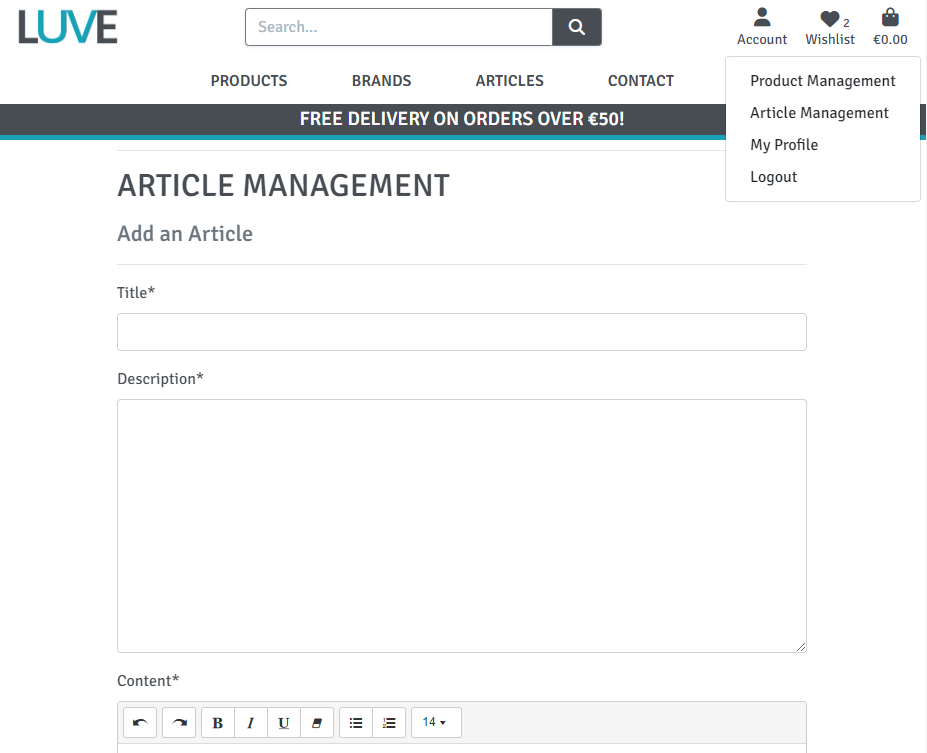 LUVE
Search...
Account
Wishlist 2
€0.00
PRODUCTS BRANDS ARTICLES CONTACT
Product Management
Article Management
My Profile
Logout
FREE DELIVERY ON ORDERS OVER €50!
ARTICLE MANAGEMENT
Add an Article
Title*
Description*
Content*
B I U 14